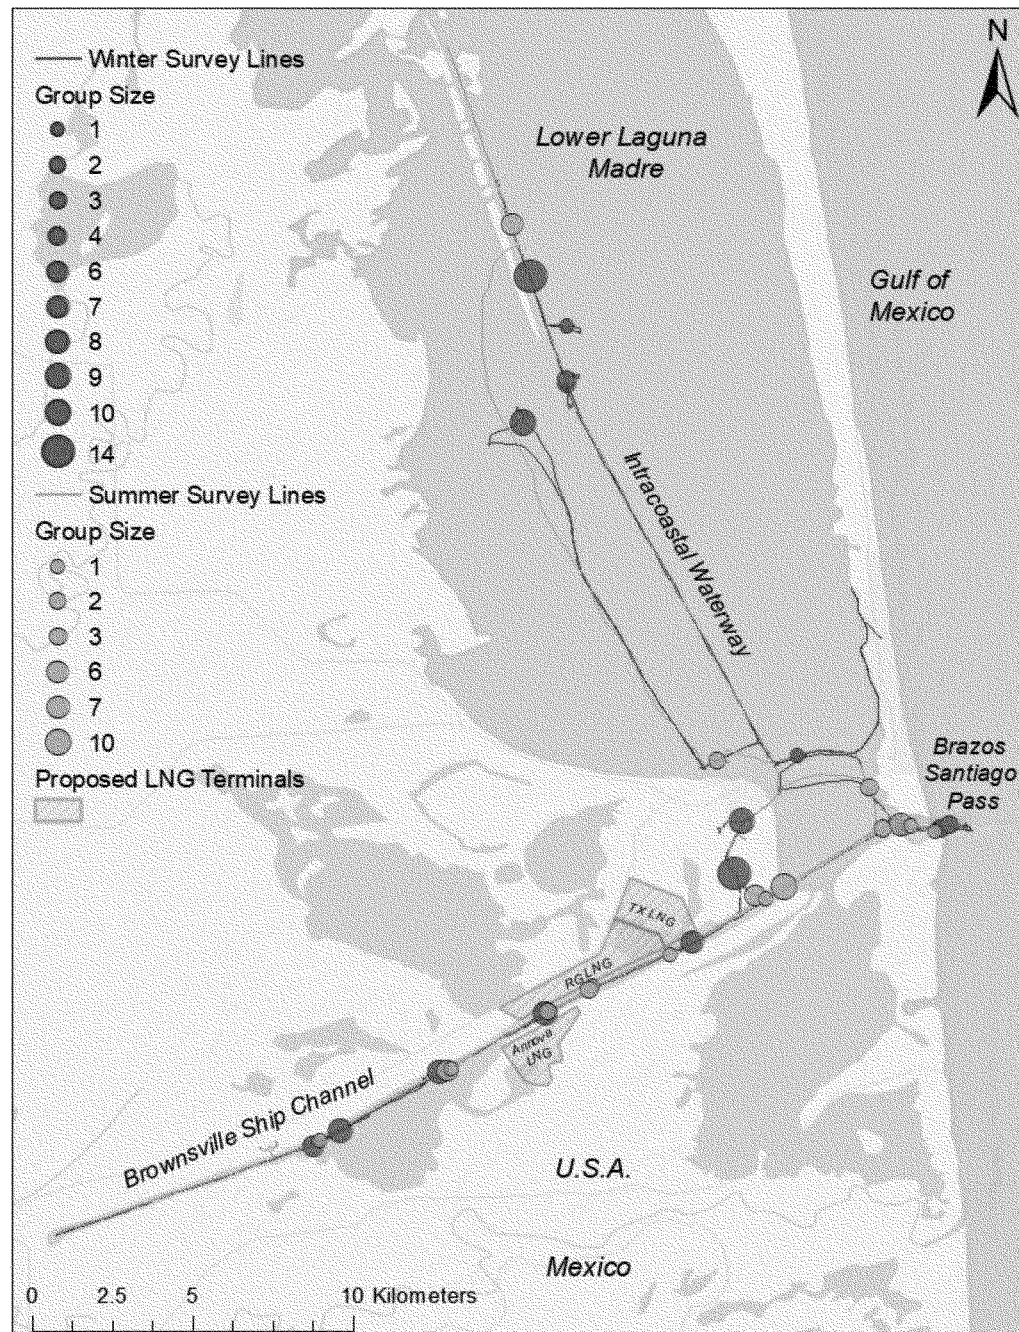 Winter Survey Lines
Group Size
1
2
3
4
6
7
8
9
10
14
Summer Survey Lines
Group Size
1
2
3
6
7
10
Proposed LNG Terminals
N
Lower Laguna
Madre
Gulf of
Mexico
Intracoastal Waterway
Brazos
Santiago
Pass
TX LNG
RG LNG
Annova
LNG
Brownsville Ship Channel
U.S.A.
Mexico
0 2.5 5 10 Kilometers